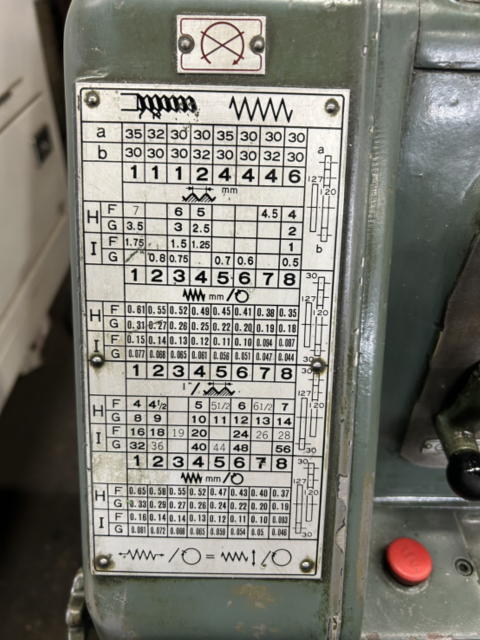 a 35 32 30 30 35 30 30 30
b 30 30 32 30 30 30 32 30
1 1 1 2 4 4 4 6
mm
H F 7 6 5 4.5 4
G 3.5 3 2.5 2
I F 1.75 1.5 1.25 1
G 0.8 0.75 0.7 0.6 0.5
a
127
120
b
1 2 3 4 5 6 7 8
30
mm/
H F 0.61 0.55 0.52 0.49 0.45 0.41 0.38 0.35
G 0.31 0.27 0.26 0.25 0.22 0.20 0.19 0.18
I F 0.15 0.14 0.13 0.12 0.11 0.10 0.094 0.087
G 0.077 0.068 0.065 0.061 0.056 0.051 0.047 0.044
127
120
30
1 2 3 4 5 6 7 8
30
1"/
H F 4 4 1/2 5 5 1/2 6 6 1/2 7
G 8 9 10 11 12 13 14
I F 16 18 19 20 24 26 28
G 32 36 40 44 48 56
127
120
30
1 2 3 4 5 6 7 8
30
mm/
H F 0.65 0.58 0.55 0.52 0.47 0.43 0.40 0.37
G 0.33 0.29 0.27 0.26 0.24 0.22 0.20 0.19
I F 0.16 0.14 0.14 0.13 0.12 0.11 0.10 0.093
G 0.081 0.072 0.068 0.065 0.059 0.054 0.05 0.046
127
120
30
/ = /